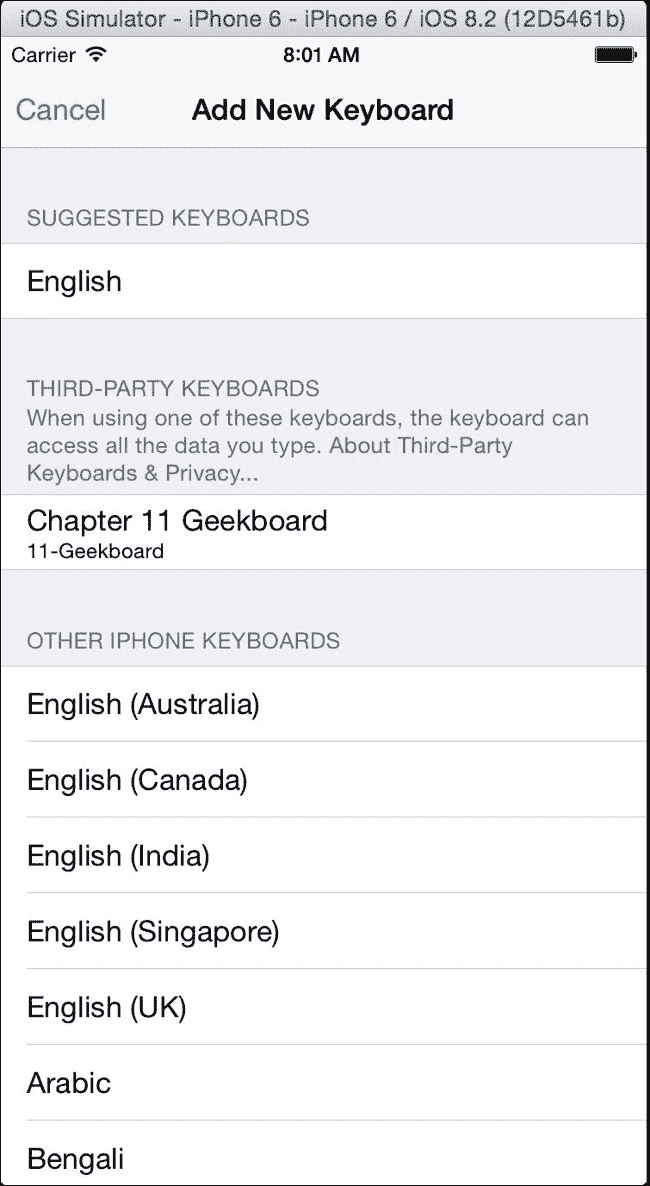 iOS Simulator - iPhone 6 - iPhone 6 / iOS 8.2 (12D5461b)
Carrier 8:01 AM
Cancel Add New Keyboard
SUGGESTED KEYBOARDS
English
THIRD-PARTY KEYBOARDS
When using one of these keyboards, the keyboard can
access all the data you type. About Third-Party
Keyboards & Privacy...
Chapter 11 Geekboard
11-Geekboard
OTHER IPHONE KEYBOARDS
English (Australia)
English (Canada)
English (India)
English (Singapore)
English (UK)
Arabic
Bengali